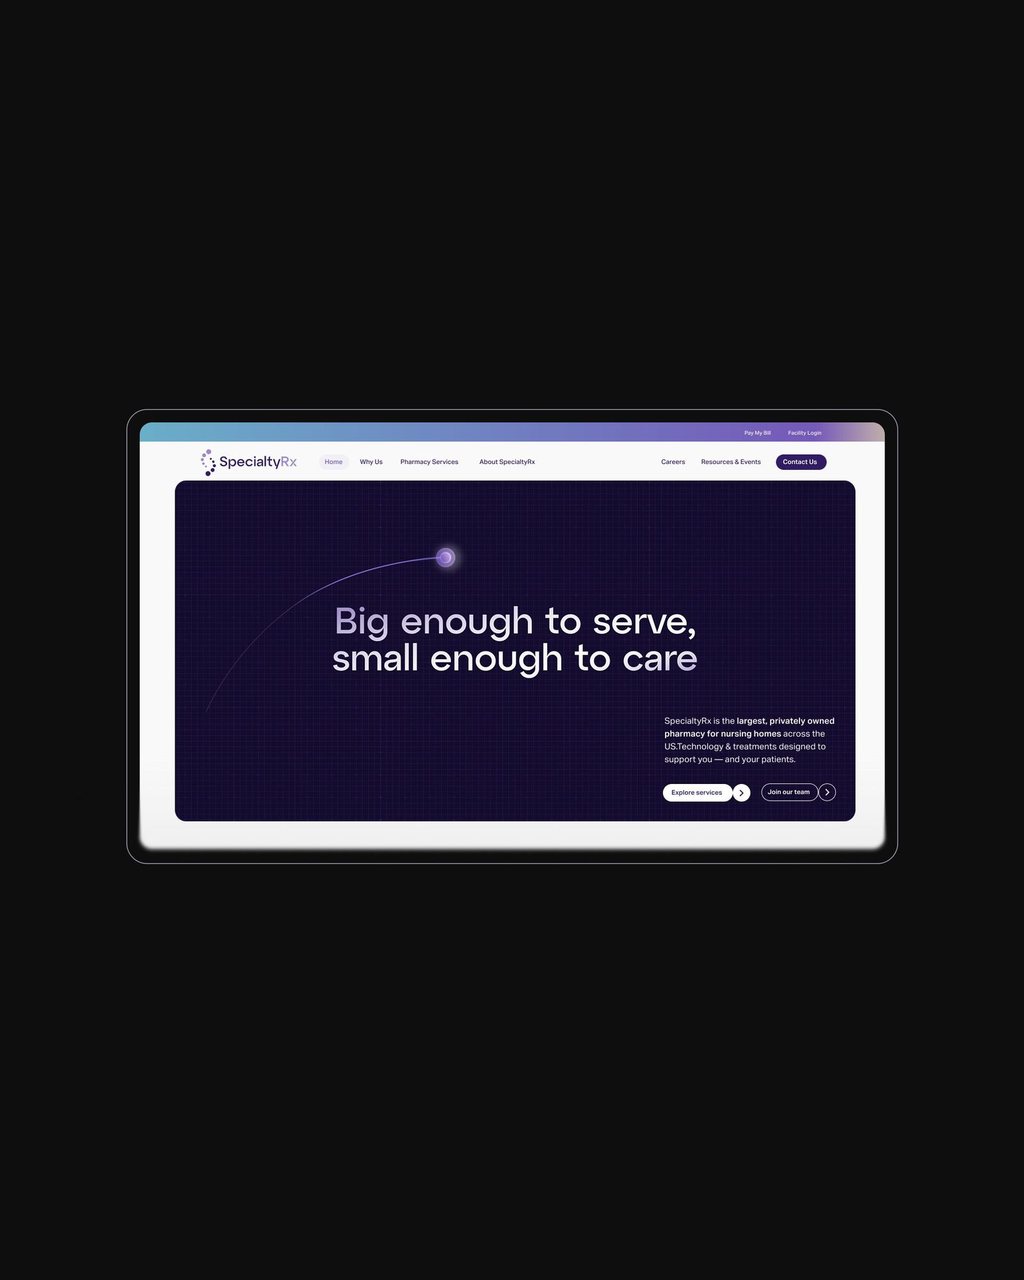 Pay My Bill Facility Login
SpecialtyRx Home Why Us Pharmacy Services About SpecialtyRx Careers Resources & Events Contact Us
Big enough to serve,
small enough to care
SpecialtyRx is the largest, privately owned
pharmacy for nursing homes across the
US.Technology & treatments designed to
support you — and your patients.
Explore services Join our team